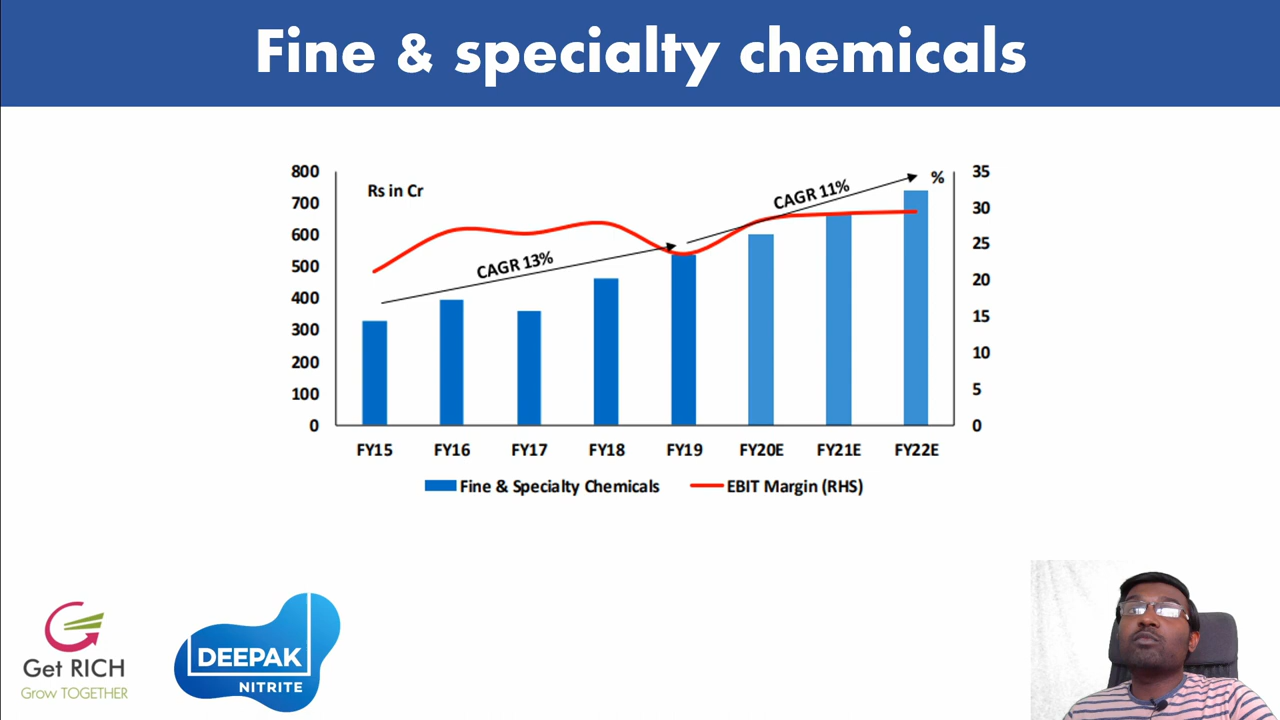 Fine & specialty chemicals
Rs in Cr
%
800
700
600
500
400
300
200
100
0
35
30
25
20
15
10
5
0
CAGR 13%
CAGR 11%
FY15 FY16 FY17 FY18 FY19 FY20E FY21E FY22E
Fine & Specialty Chemicals EBIT Margin (RHS)
Get RICH
Grow TOGETHER
DEEPAK
NITRITE